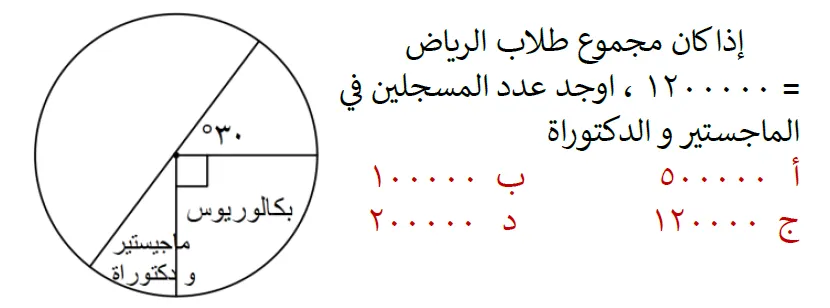 إذا كان مجموع طلاب الرياض
= ١٢٠٠٠٠٠ ، اوجد عدد المسجلين في
الماجستير و الدكتوراة
أ ٥٠٠٠٠٠ ب ١٠٠٠٠٠
ج ١٢٠٠٠٠ د ٢٠٠٠٠٠
٣٠°
بكالوريوس
ماجيستير
و دكتوراة